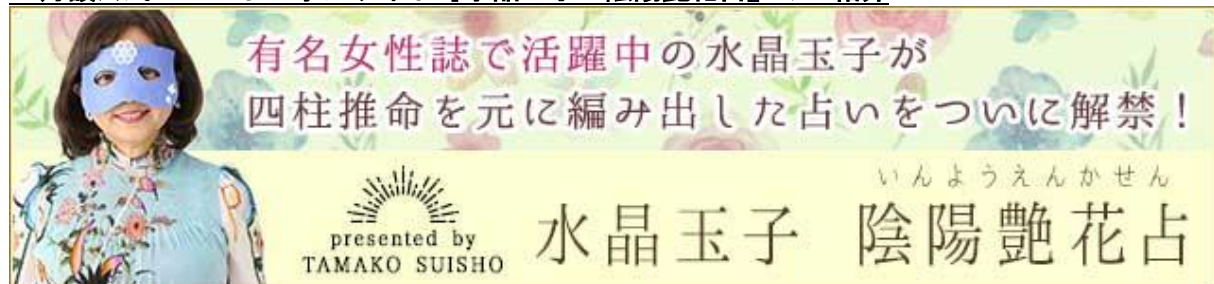 有名女性誌で活躍中の水晶玉子が
四柱推命を元に編み出した占いをついに解禁！
presented by
TAMAKO SUISHO
いんようえんかせん
水晶玉子 陰陽艶花占